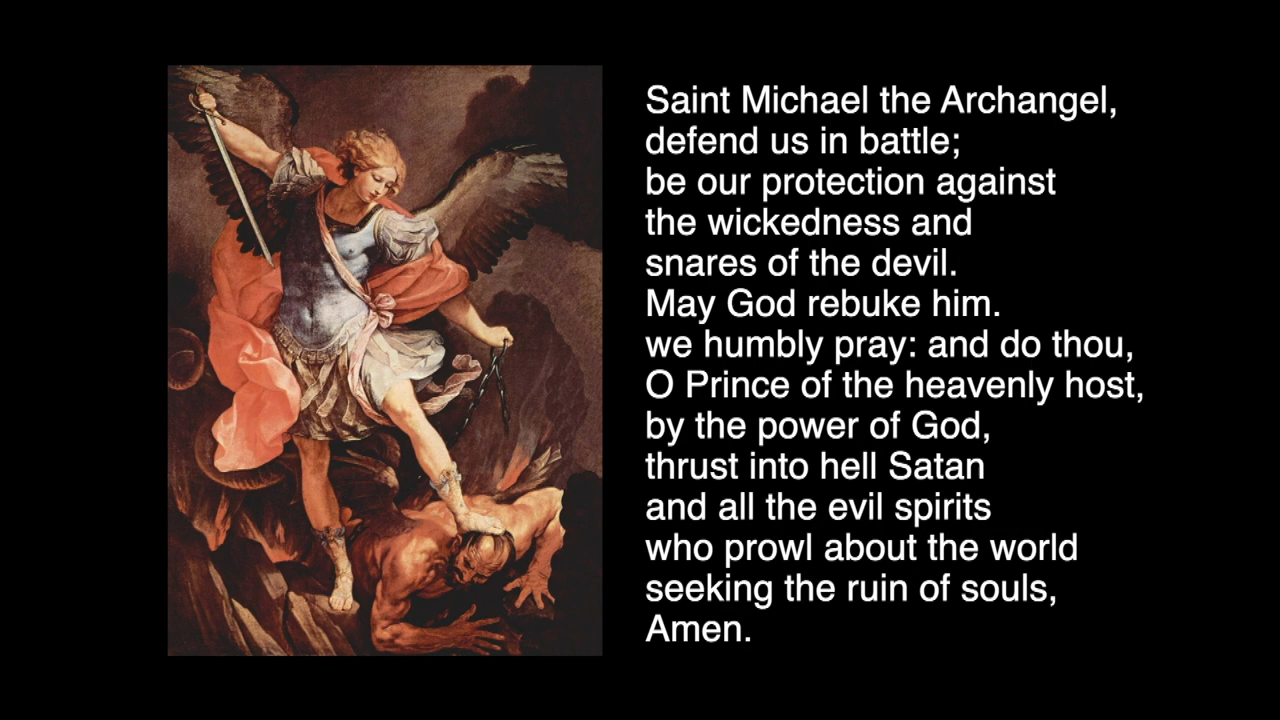 Saint Michael the Archangel,
defend us in battle;
be our protection against
the wickedness and
snares of the devil.
May God rebuke him.
we humbly pray: and do thou,
O Prince of the heavenly host,
by the power of God,
thrust into hell Satan
and all the evil spirits
who prowl about the world
seeking the ruin of souls,
Amen.